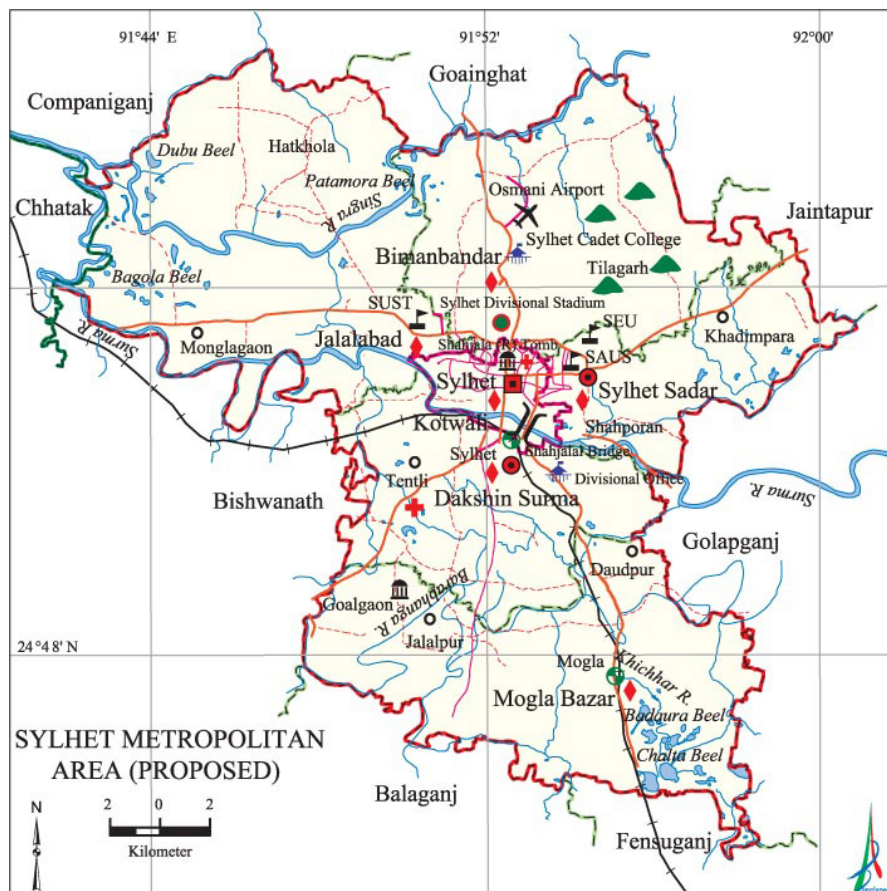 91°44' E
91°52'
92°00'
Goainghat
Companiganj
Hatkhola
Dubu Beel
Patamora Beel
Singra R.
Osmani Airport
Chhatak
Jaintapur
Sylhet Cadet College
Bimanbandar
Tilagarh
Bagola Beel
SUST
Sylhet Divisional Stadium
SEU
Surma R.
Monglagaon
Jalalabad
Shahjala (R) Tomb
Khadimpara
SAUS
Sylhet
Sylhet Sadar
Kotwali
Shahporan
Sylhet
Shahjalal Bridge
Tentli
Divisional Office
Surma R.
Bishwanath
Dakshin Surma
Golapganj
Daudpur
Goalgaon
Barabhanga R.
Jalalpur
24°48' N
Mogla
Khichhar R.
Mogla Bazar
Badaura Beel
SYLHET METROPOLITAN
AREA (PROPOSED)
Chalta Beel
Balaganj
N
2 0 2
Kilometer
Fensuganj